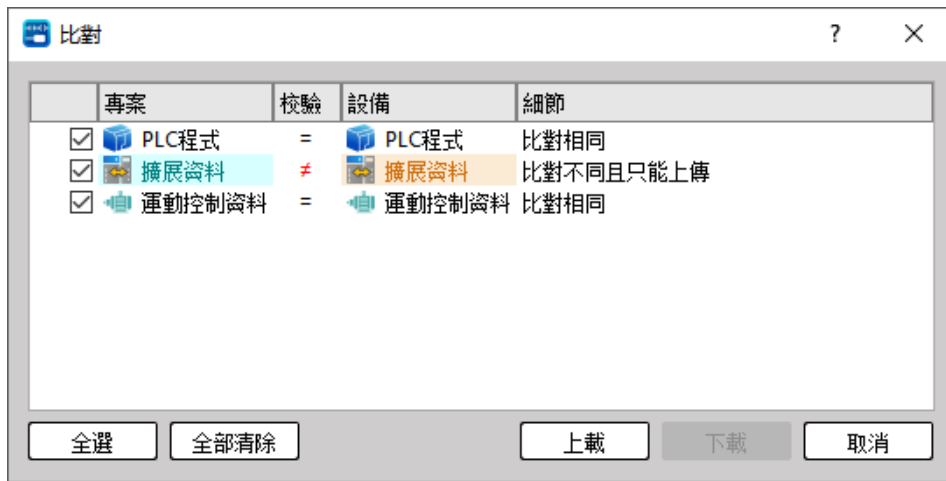 比對
專案 校驗 設備 細節
PLC程式 = PLC程式 比對相同
擴展資料 ≠ 擴展資料 比對不同且只能上傳
運動控制資料 = 運動控制資料 比對相同
全選 全部清除 上載 下載 取消